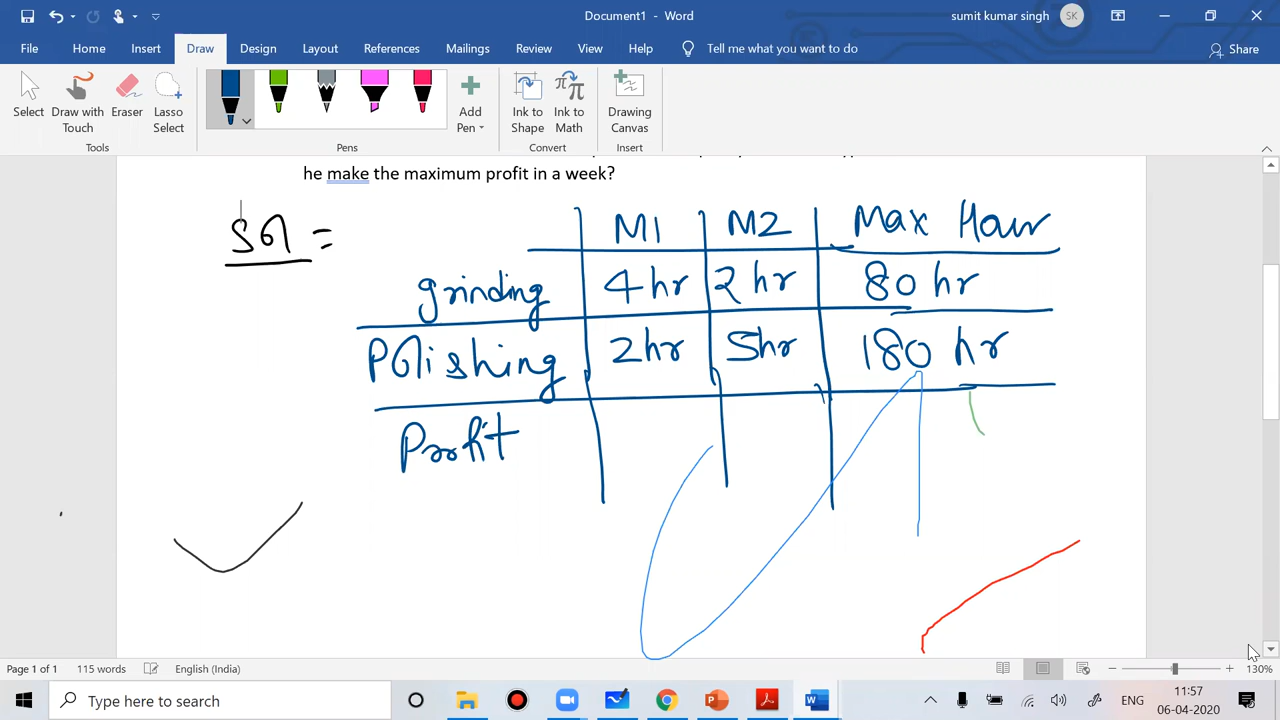 Document1 - Word
sumit kumar singh
SK
File Home Insert Draw Design Layout References Mailings Review View Help Tell me what you want to do Share
Select Draw with Touch Eraser Lasso Select Add Pen Ink to Shape Ink to Math Drawing Canvas
Tools Pens Convert Insert
he make the maximum profit in a week?
Sol =
M1 M2 Max Hour
grinding 4 hr 2 hr 80 hr
Polishing 2hr 5hr 180 hr
Profit
Page 1 of 1 115 words English (India) 130%
Type here to search
ENG
11:57
06-04-2020